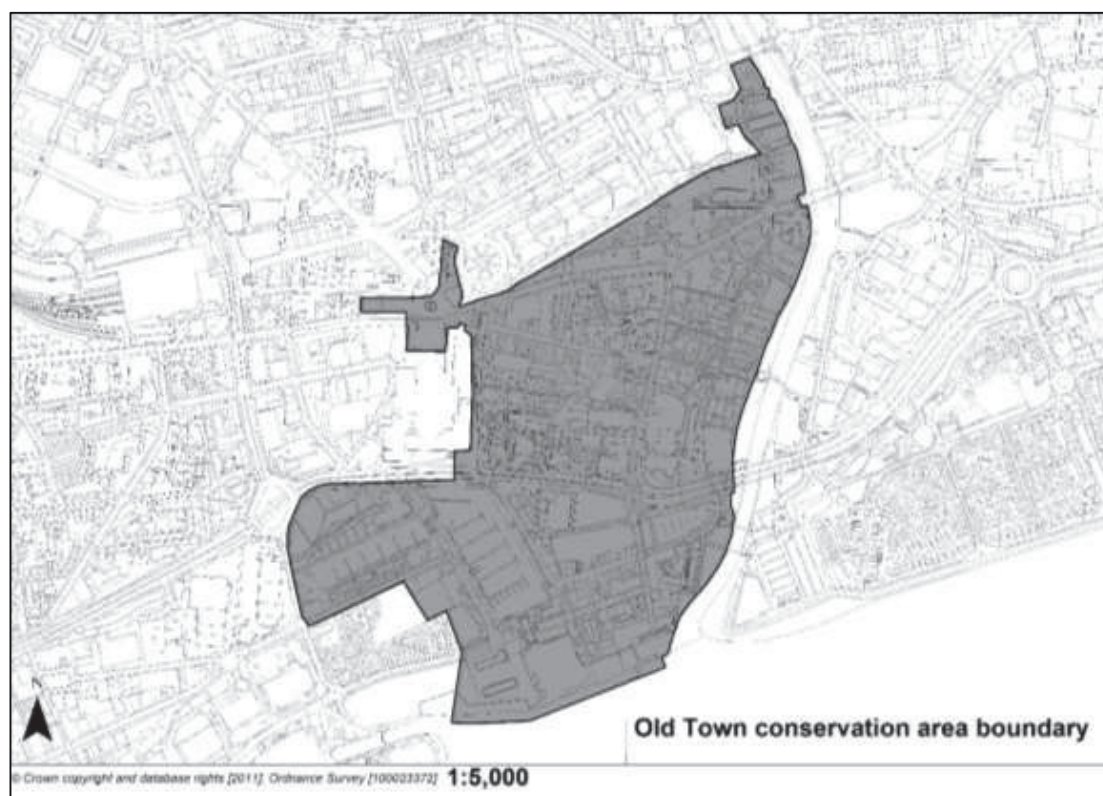 N
Old Town conservation area boundary
© Crown copyright and database rights [2011]. Ordnance Survey [100023372] 1:5,000